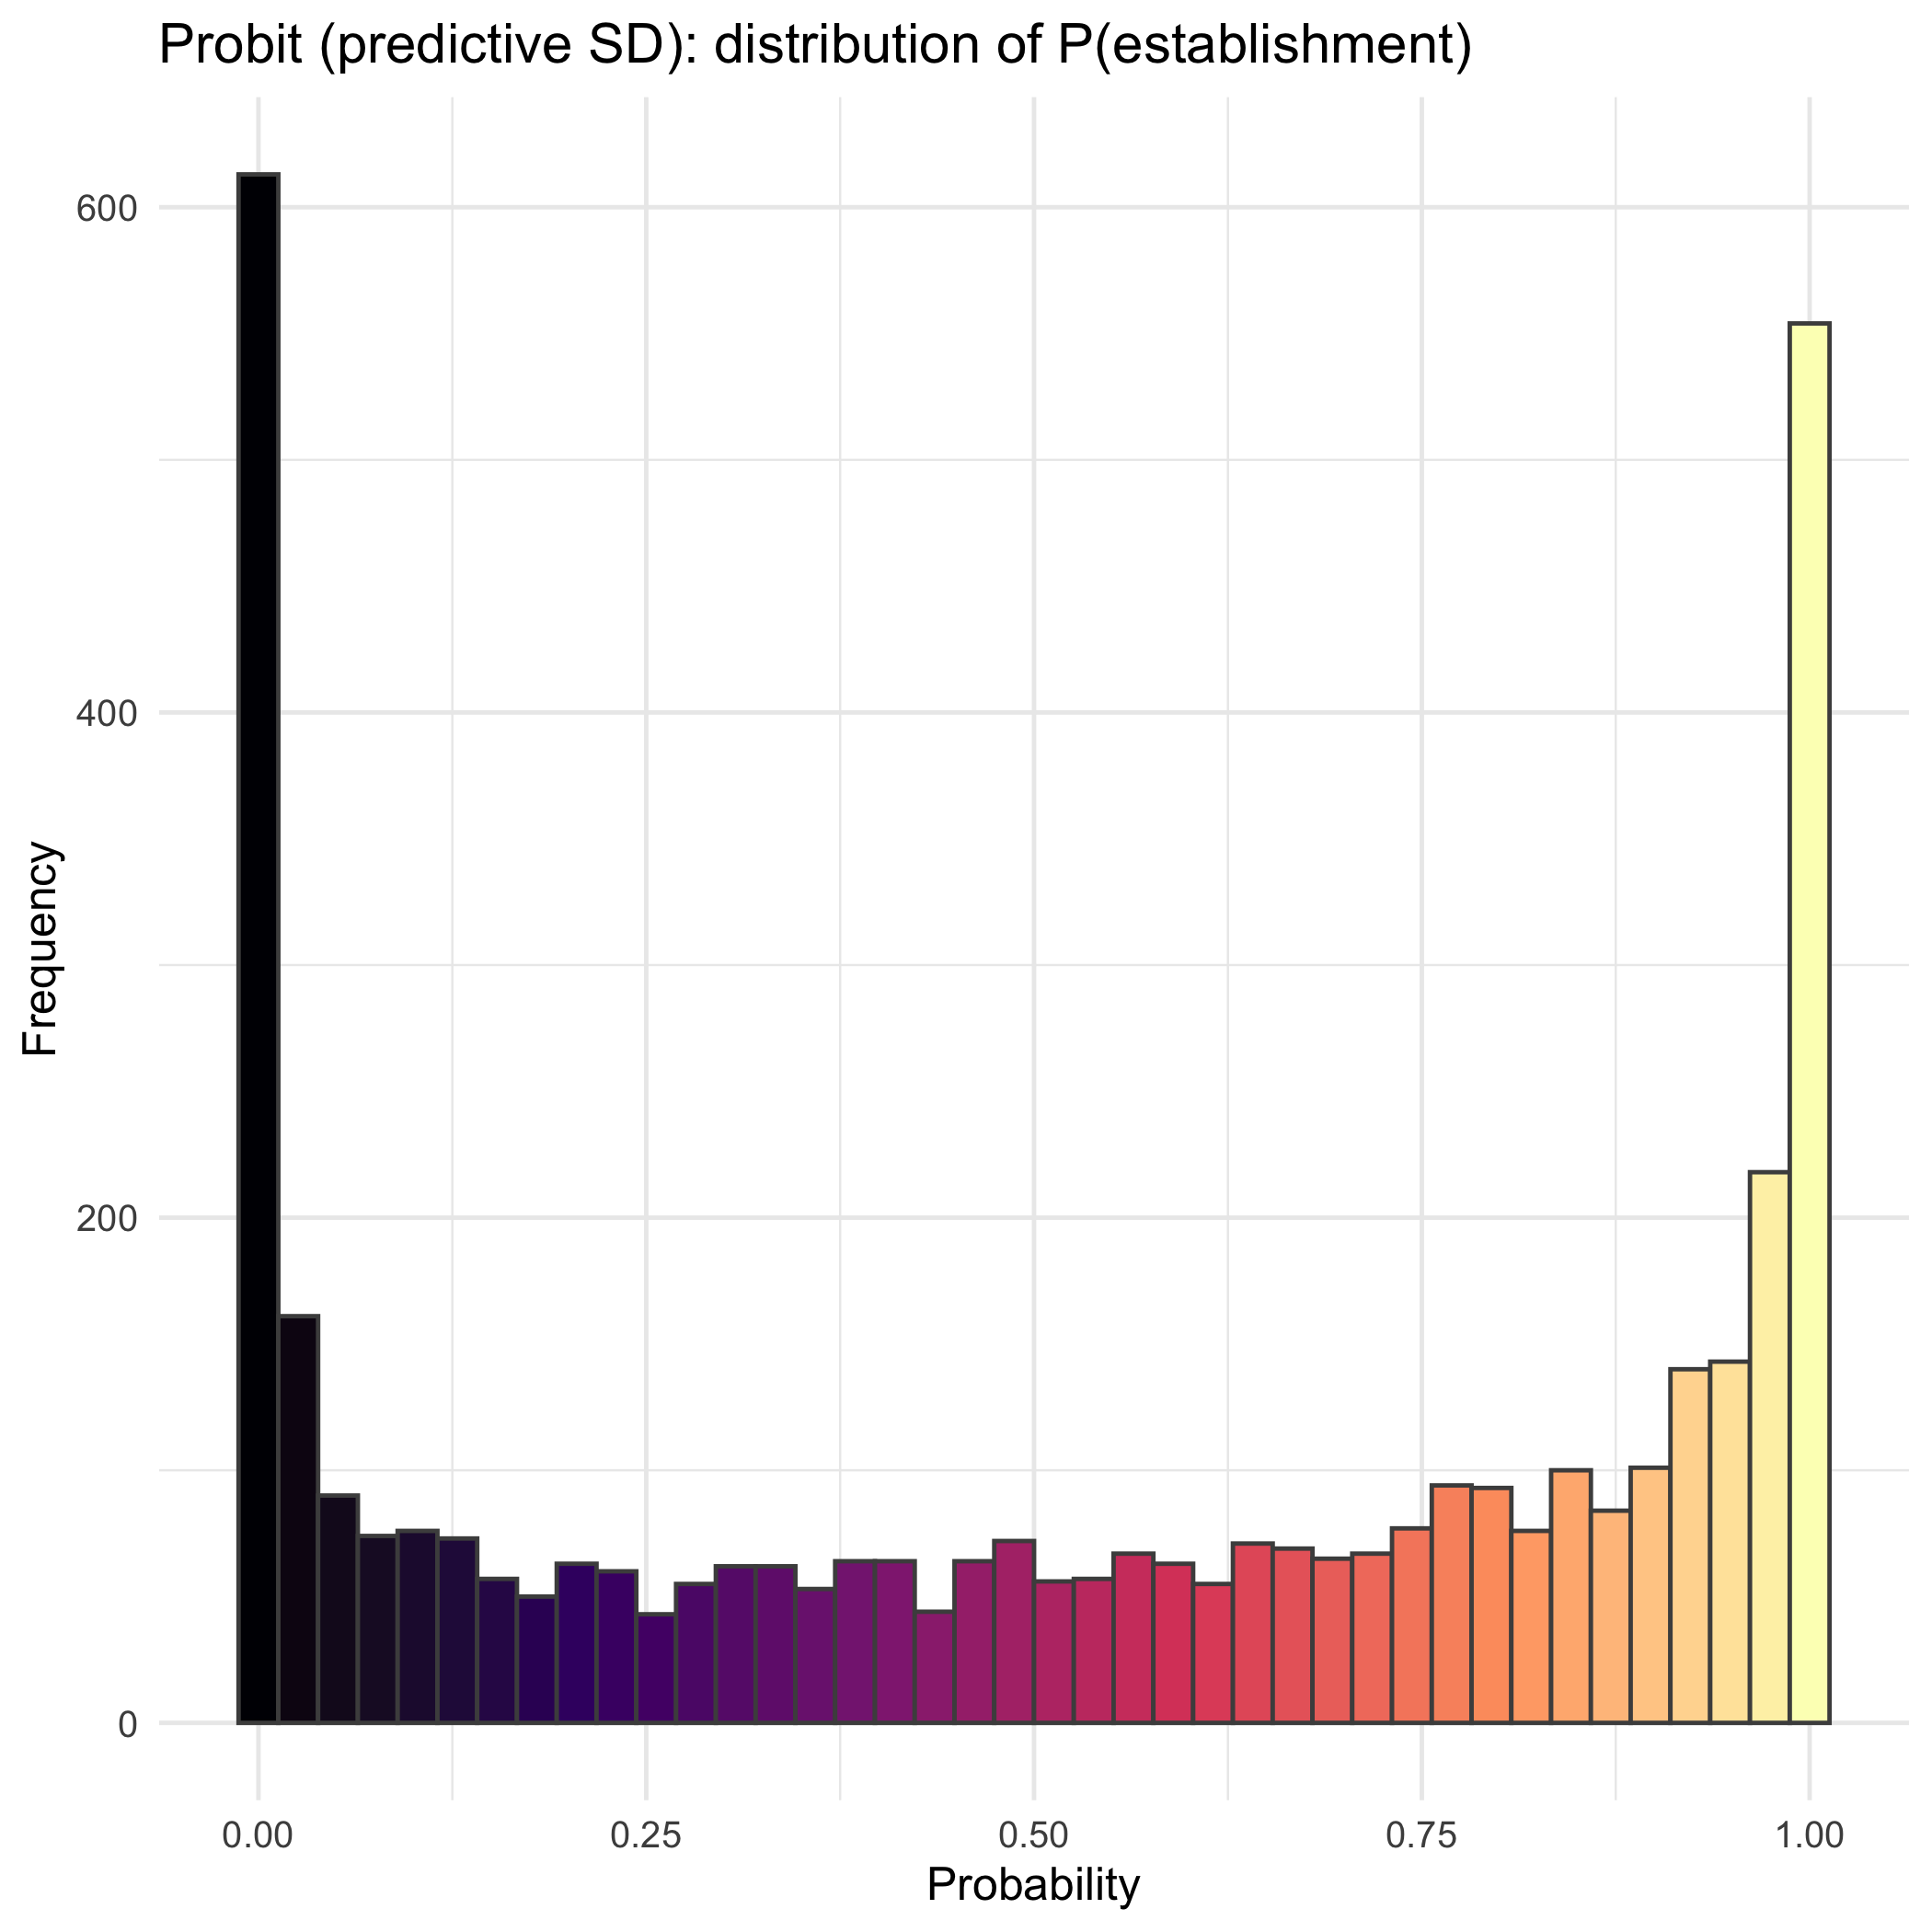 Probit (predictive SD): distribution of P(establishment)
600
400
200
0
Frequency
0.00 0.25 0.50 0.75 1.00
Probability